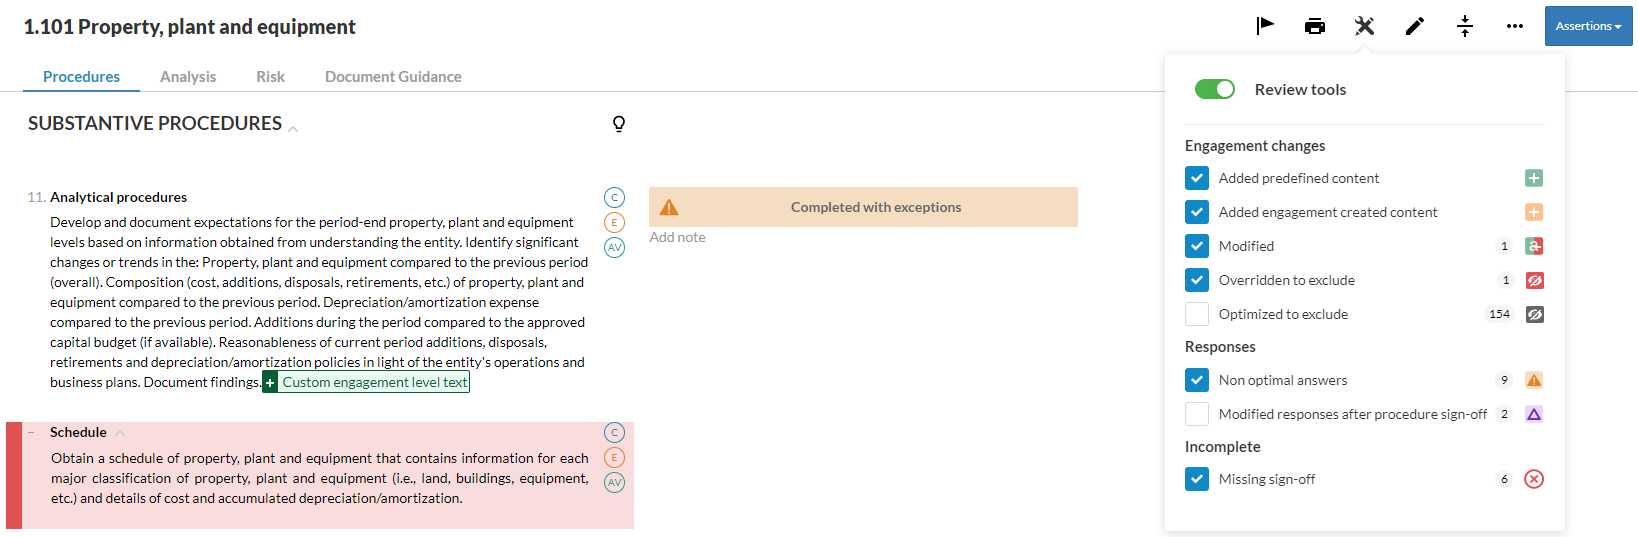 1.101 Property, plant and equipment
Assertions
Procedures Analysis Risk Document Guidance
SUBSTANTIVE PROCEDURES
11. Analytical procedures
Develop and document expectations for the period-end property, plant and equipment
levels based on information obtained from understanding the entity. Identify significant
changes or trends in the: Property, plant and equipment compared to the previous period
(overall). Composition (cost, additions, disposals, retirements, etc.) of property, plant and
equipment compared to the previous period. Depreciation/amortization expense
compared to the previous period. Additions during the period compared to the approved
capital budget (if available). Reasonableness of current period additions, disposals,
retirements and depreciation/amortization policies in light of the entity's operations and
business plans. Document findings. + Custom engagement level text
C
E
AV
Completed with exceptions
Add note
– Schedule
Obtain a schedule of property, plant and equipment that contains information for each
major classification of property, plant and equipment (i.e., land, buildings, equipment,
etc.) and details of cost and accumulated depreciation/amortization.
C
E
AV
Review tools
Engagement changes
Added predefined content
Added engagement created content
Modified 1
Overridden to exclude 1
Optimized to exclude 154
Responses
Non optimal answers 9
Modified responses after procedure sign-off 2
Incomplete
Missing sign-off 6